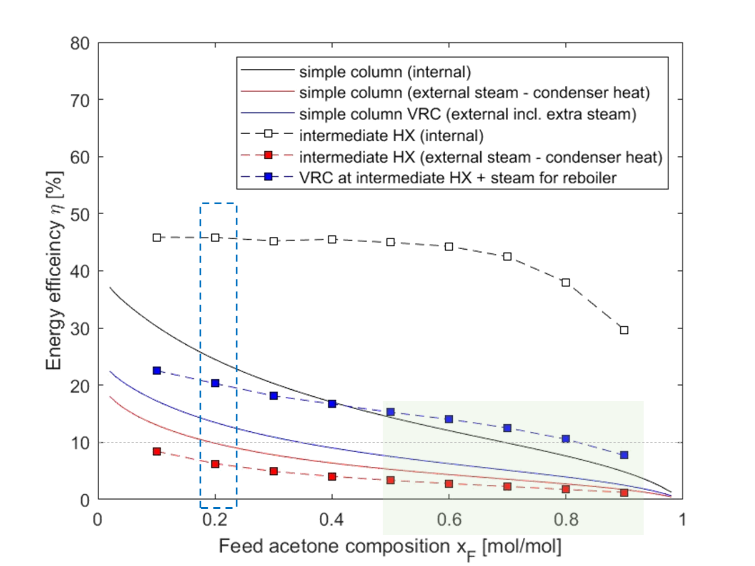 80
70
60
50
40
30
20
10
0
Energy efficeincy η [%]
simple column (internal)
simple column (external steam - condenser heat)
simple column VRC (external incl. extra steam)
intermediate HX (internal)
intermediate HX (external steam - condenser heat)
VRC at intermediate HX + steam for reboiler
0 0.2 0.4 0.6 0.8 1
Feed acetone composition x_F [mol/mol]